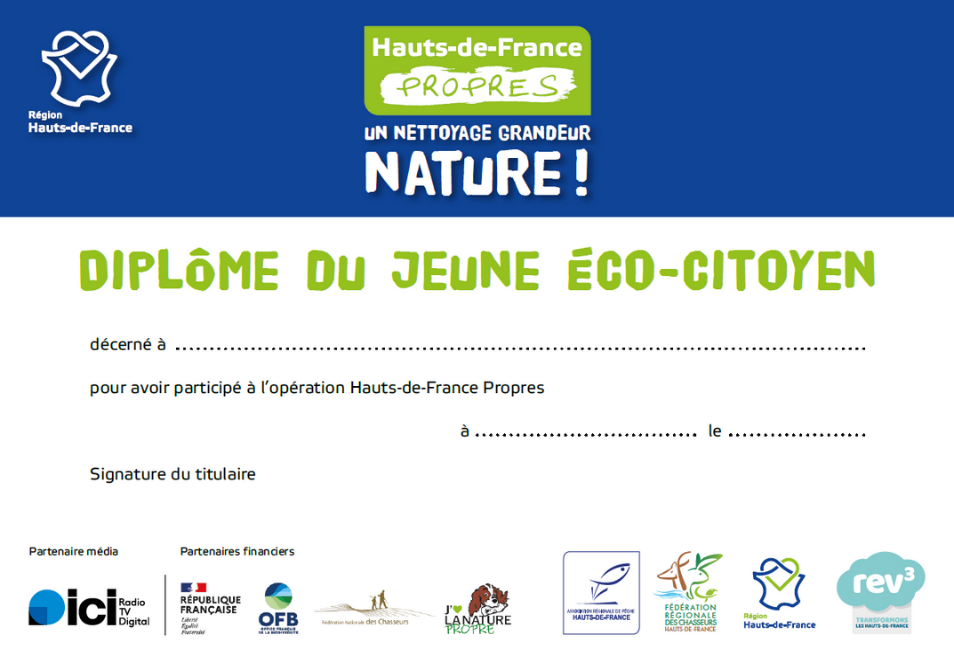 Région
Hauts-de-France
Hauts-de-France
PROPRES
UN NETTOYAGE GRANDEUR
NATURE !
DIPLÔME DU JEUNE ÉCO-CITOYEN
décerné à ................................................................
pour avoir participé à l'opération Hauts-de-France Propres
à ................................ le ....................
Signature du titulaire
Partenaire média
Partenaires financiers
ici Radio
TV
Digital
RÉPUBLIQUE
FRANÇAISE
Liberté
Égalité
Fraternité
OFB
OFFICE FRANÇAIS
DE LA BIODIVERSITÉ
Fédération Nationale des Chasseurs
J'
LA NATURE
PROPRE
ASSOCIATION RÉGIONALE DE PÊCHE
HAUTS-DE-FRANCE
FÉDÉRATION
RÉGIONALE
DES CHASSEURS
HAUTS-DE-FRANCE
Région
Hauts-de-France
rev3
TRANSFORMONS
LES HAUTS-DE-FRANCE